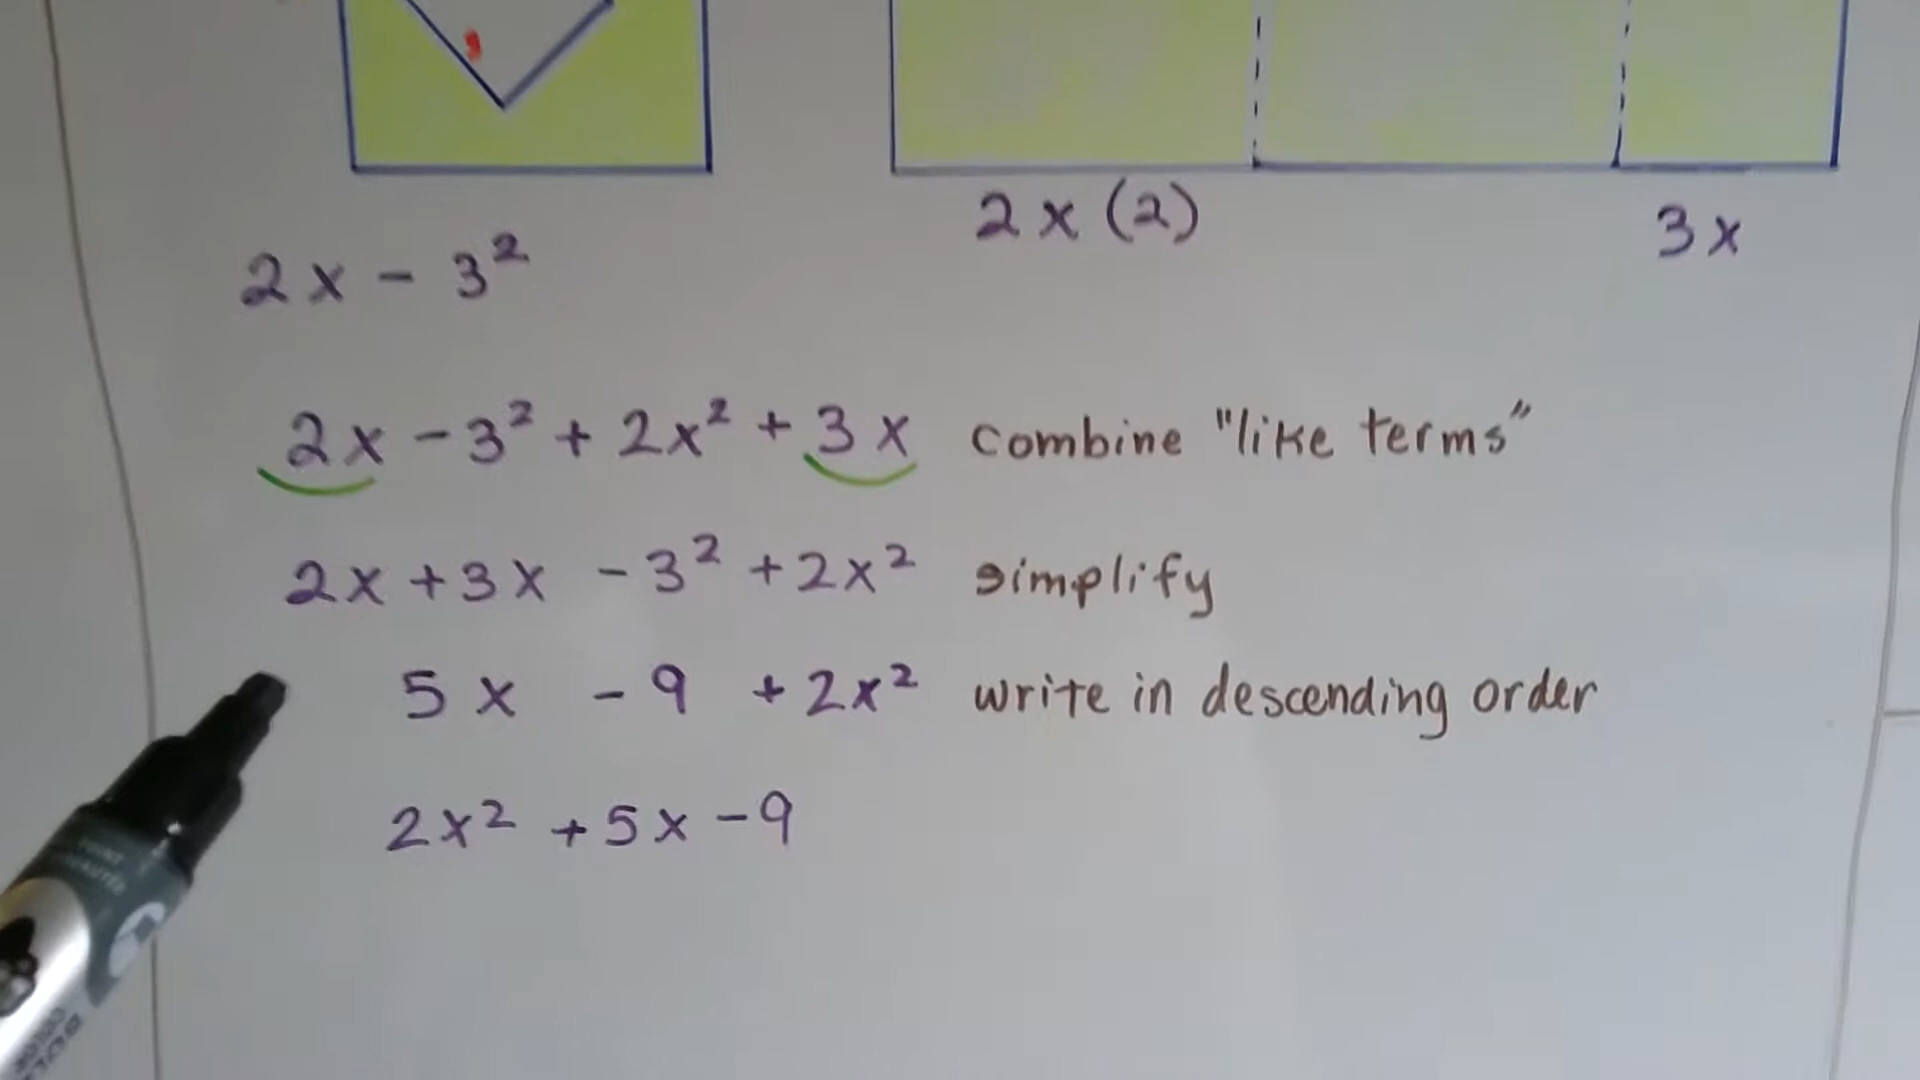 2x (2)
3x
2x - 3²
2x - 3² + 2x² + 3x combine "like terms"
2x + 3x - 3² + 2x² simplify
5x - 9 + 2x² write in descending order
2x² + 5x - 9